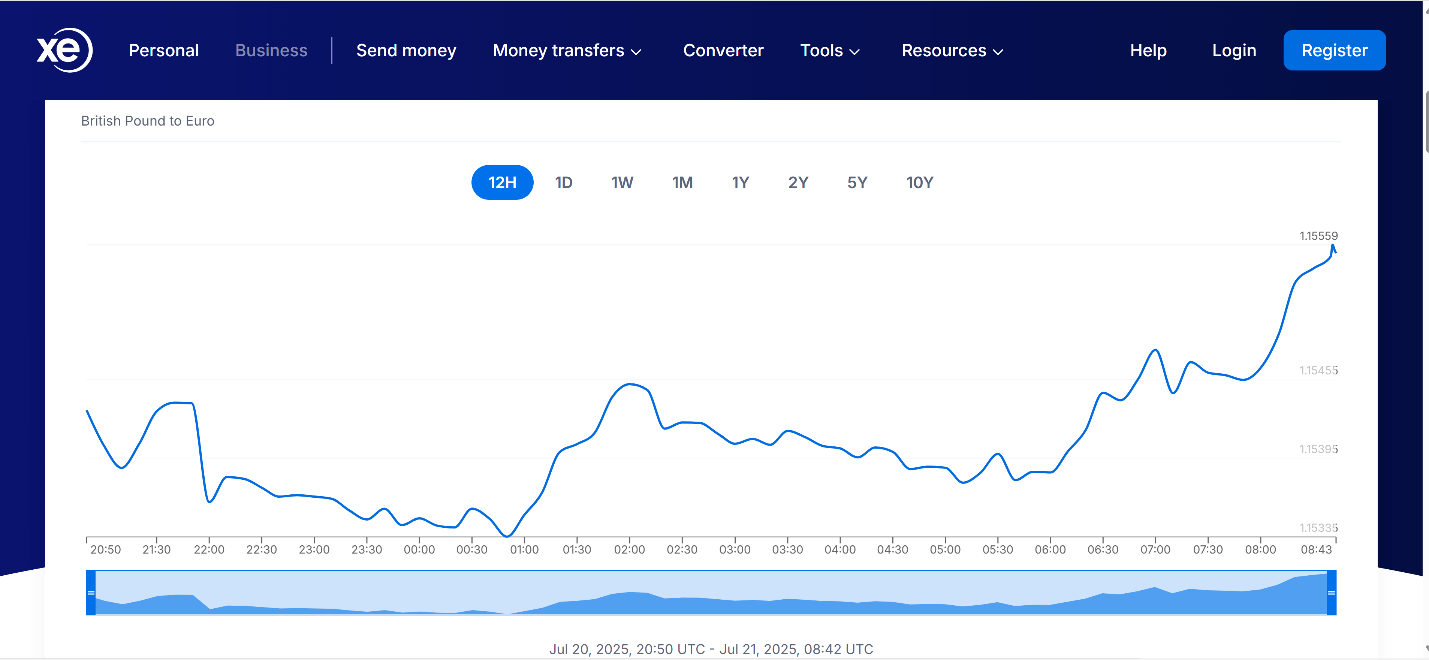 xe Personal Business Send money Money transfers Converter Tools Resources Help Login Register
British Pound to Euro
12H 1D 1W 1M 1Y 2Y 5Y 10Y
1.15559
1.15455
1.15395
1.15335
20:50 21:30 22:00 22:30 23:00 23:30 00:00 00:30 01:00 01:30 02:00 02:30 03:00 03:30 04:00 04:30 05:00 05:30 06:00 06:30 07:00 07:30 08:00 08:43
Jul 20, 2025, 20:50 UTC - Jul 21, 2025, 08:42 UTC